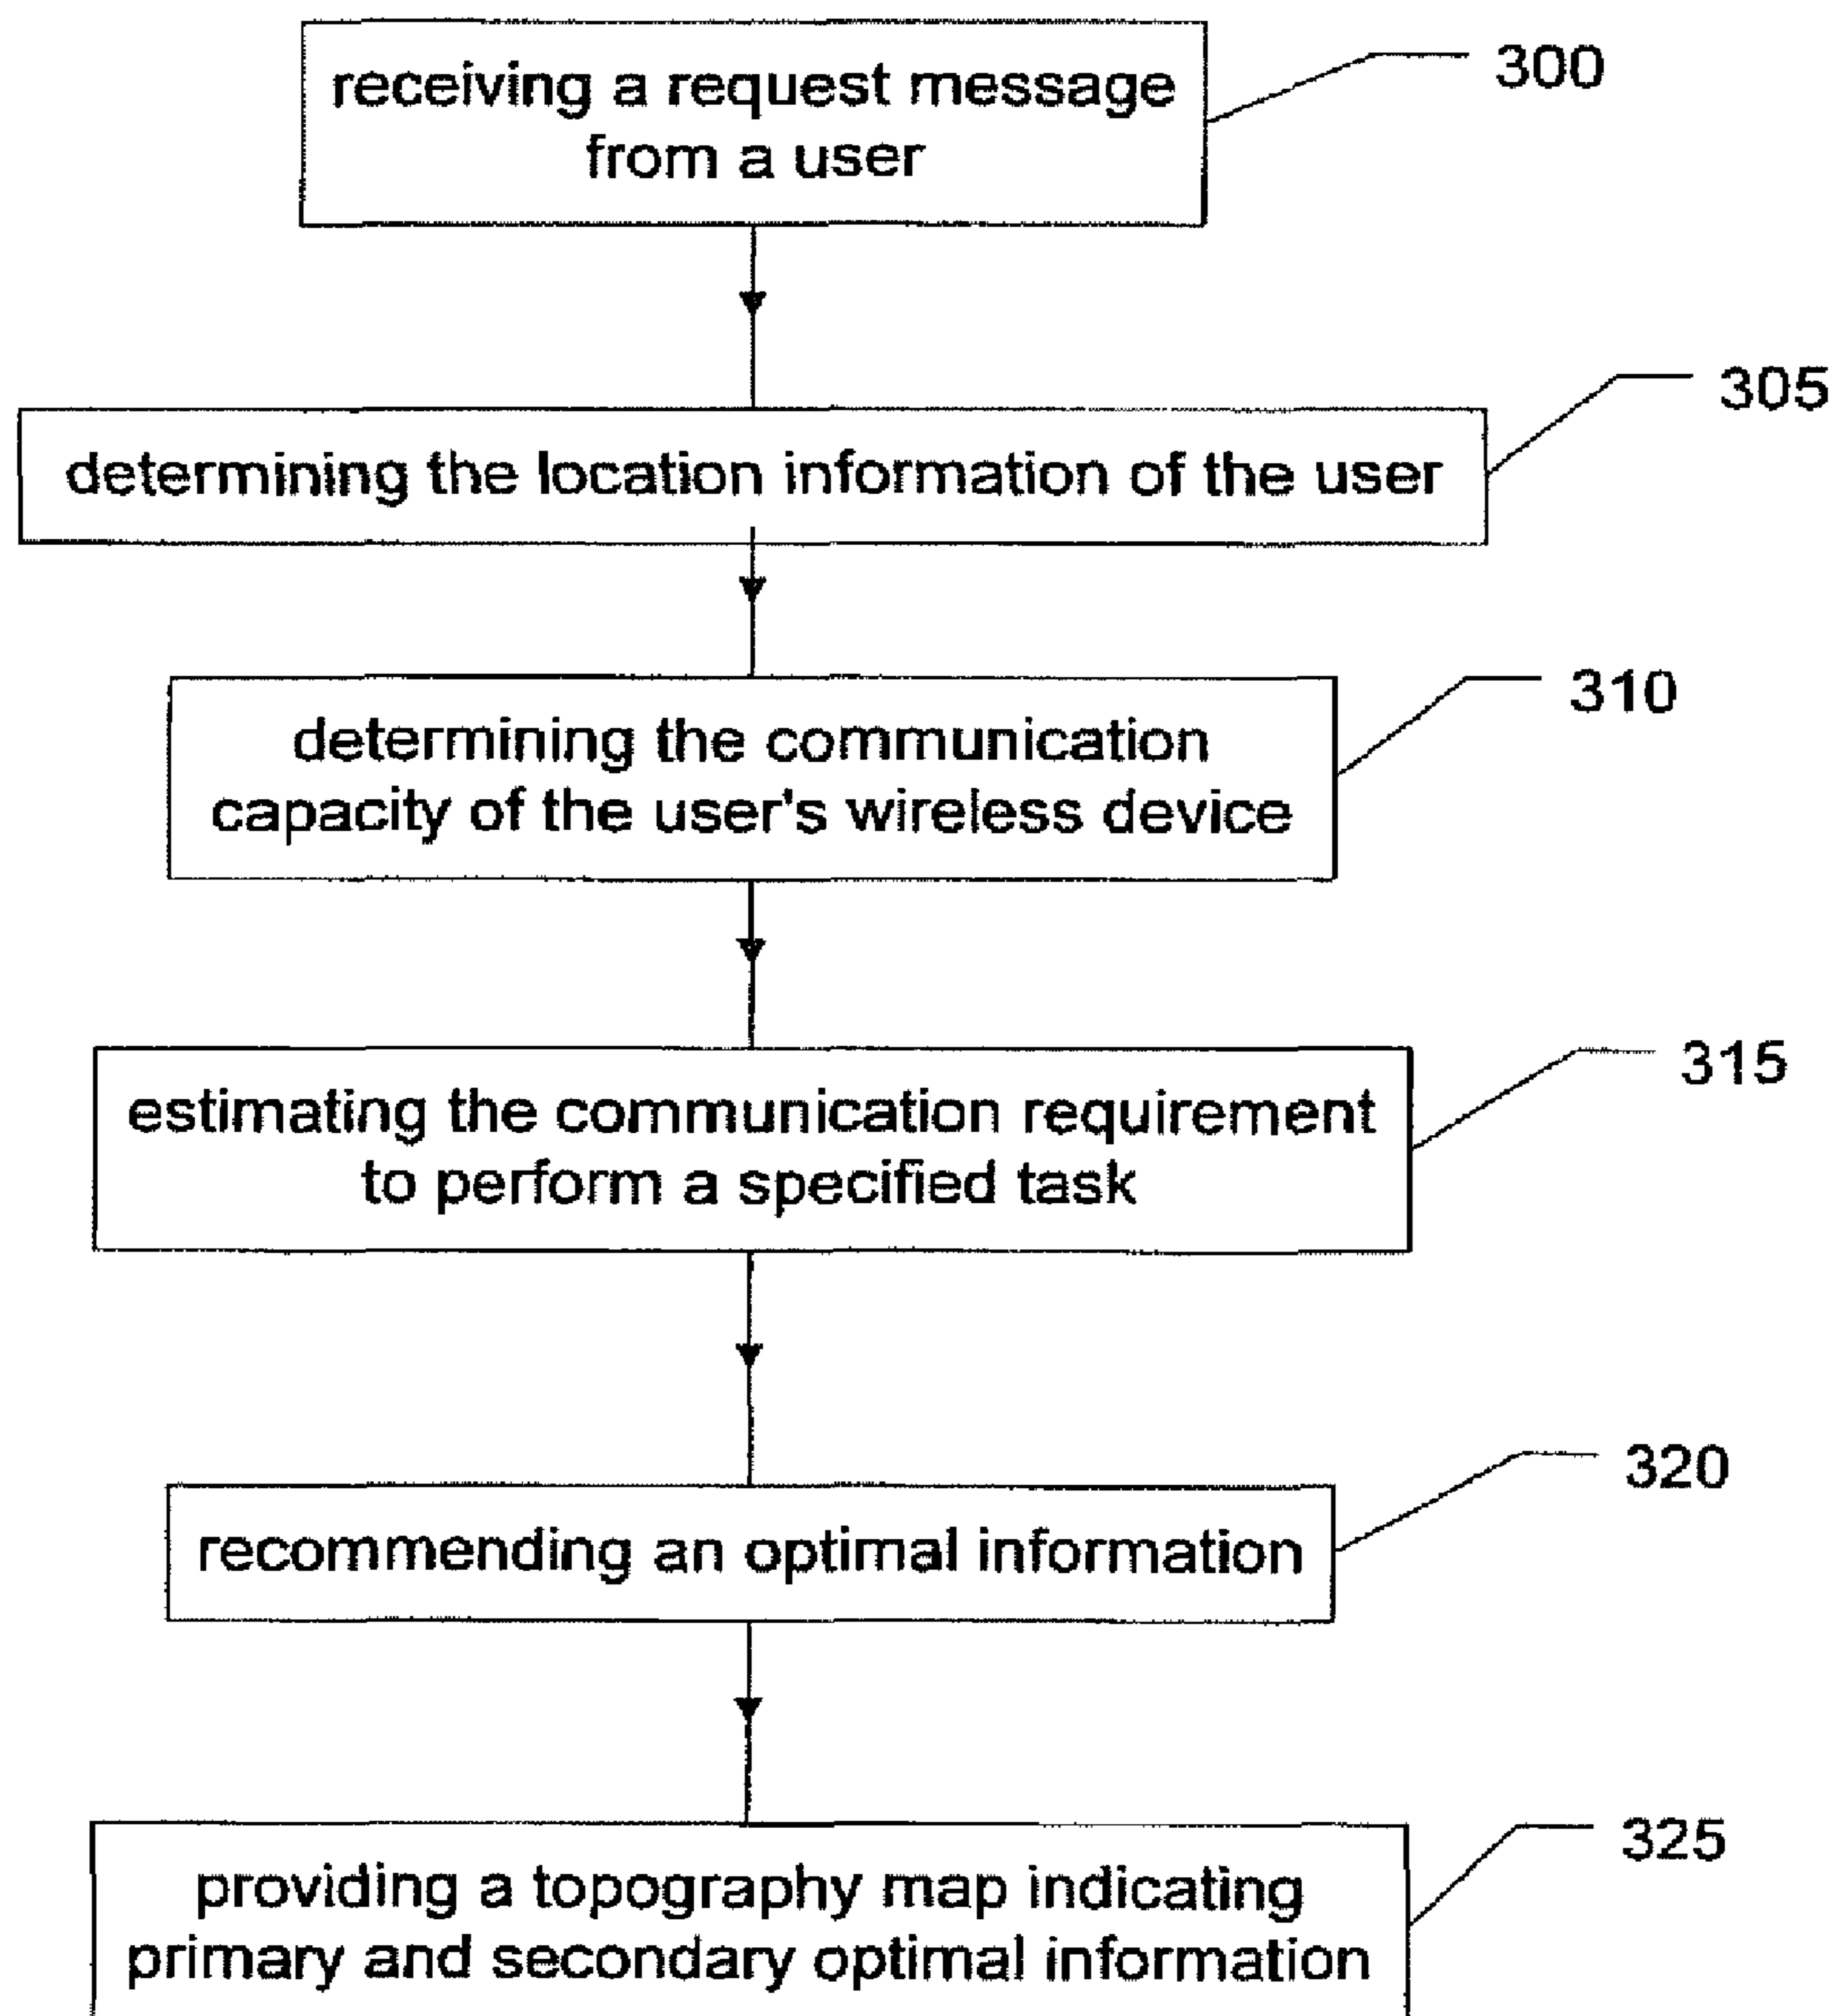 receiving a request message
from a user
300
determining the location information of the user
305
determining the communication
capacity of the user's wireless device
310
estimating the communication requirement
to perform a specified task
315
recommending an optimal information
320
providing a topography map indicating
primary and secondary optimal information
325